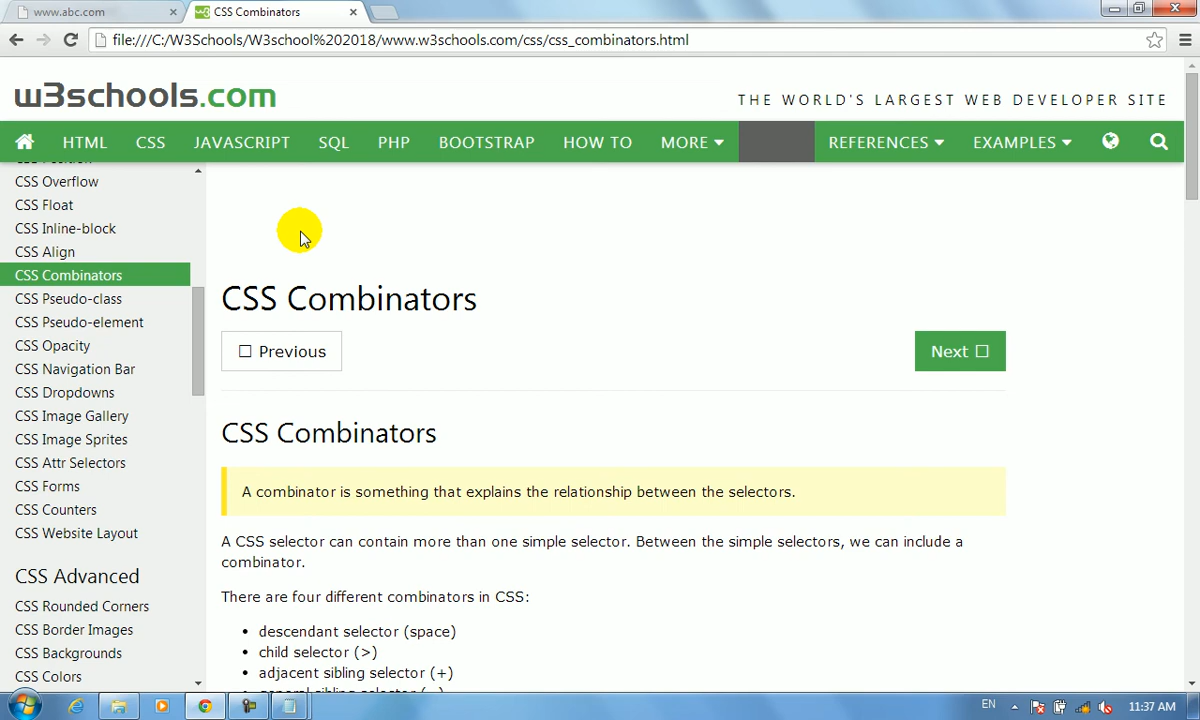 www.abc.com
CSS Combinators
file:///C:/W3Schools/W3school%202018/www.w3schools.com/css/css_combinators.html
w3schools.com
THE WORLD'S LARGEST WEB DEVELOPER SITE
HTML CSS JAVASCRIPT SQL PHP BOOTSTRAP HOW TO MORE REFERENCES EXAMPLES
CSS Overflow
CSS Float
CSS Inline-block
CSS Align
CSS Combinators
CSS Pseudo-class
CSS Pseudo-element
CSS Opacity
CSS Navigation Bar
CSS Dropdowns
CSS Image Gallery
CSS Image Sprites
CSS Attr Selectors
CSS Forms
CSS Counters
CSS Website Layout
CSS Advanced
CSS Rounded Corners
CSS Border Images
CSS Backgrounds
CSS Colors
CSS Combinators
Previous
Next
CSS Combinators
A combinator is something that explains the relationship between the selectors.
A CSS selector can contain more than one simple selector. Between the simple selectors, we can include a
combinator.
There are four different combinators in CSS:
• descendant selector (space)
• child selector (>)
• adjacent sibling selector (+)
EN
11:37 AM